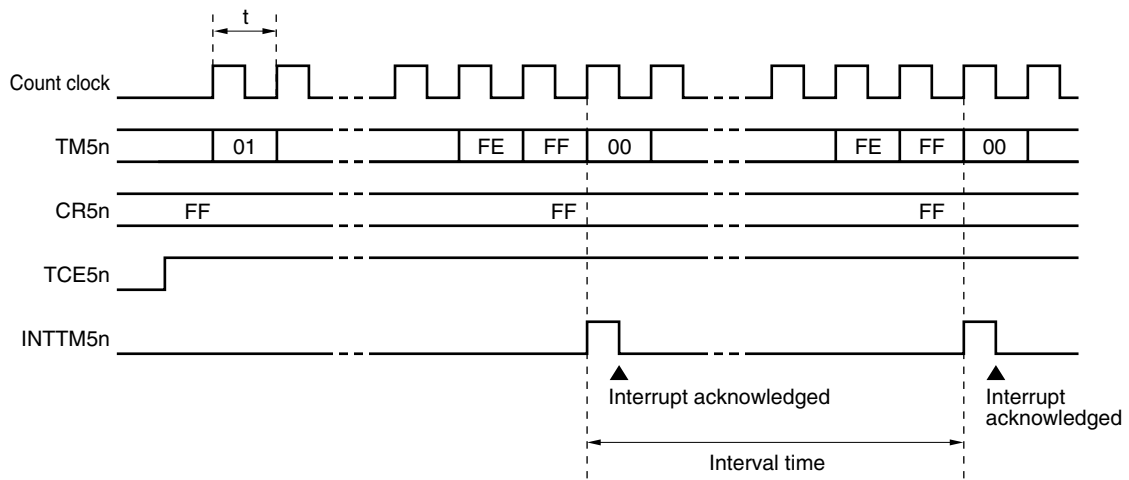 t
Count clock
TM5n 01 FE FF 00 FE FF 00
CR5n FF FF FF
TCE5n
INTTM5n
Interrupt acknowledged
Interrupt
acknowledged
Interval time